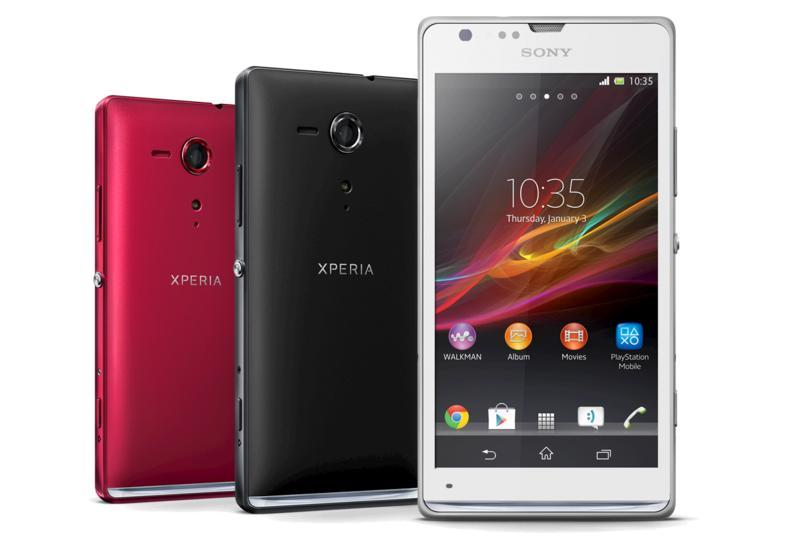 XPERIA
XPERIA
SONY
10:35
10:35
Thursday, January 3
WALKMAN
Album
Movies
PlayStation
Mobile